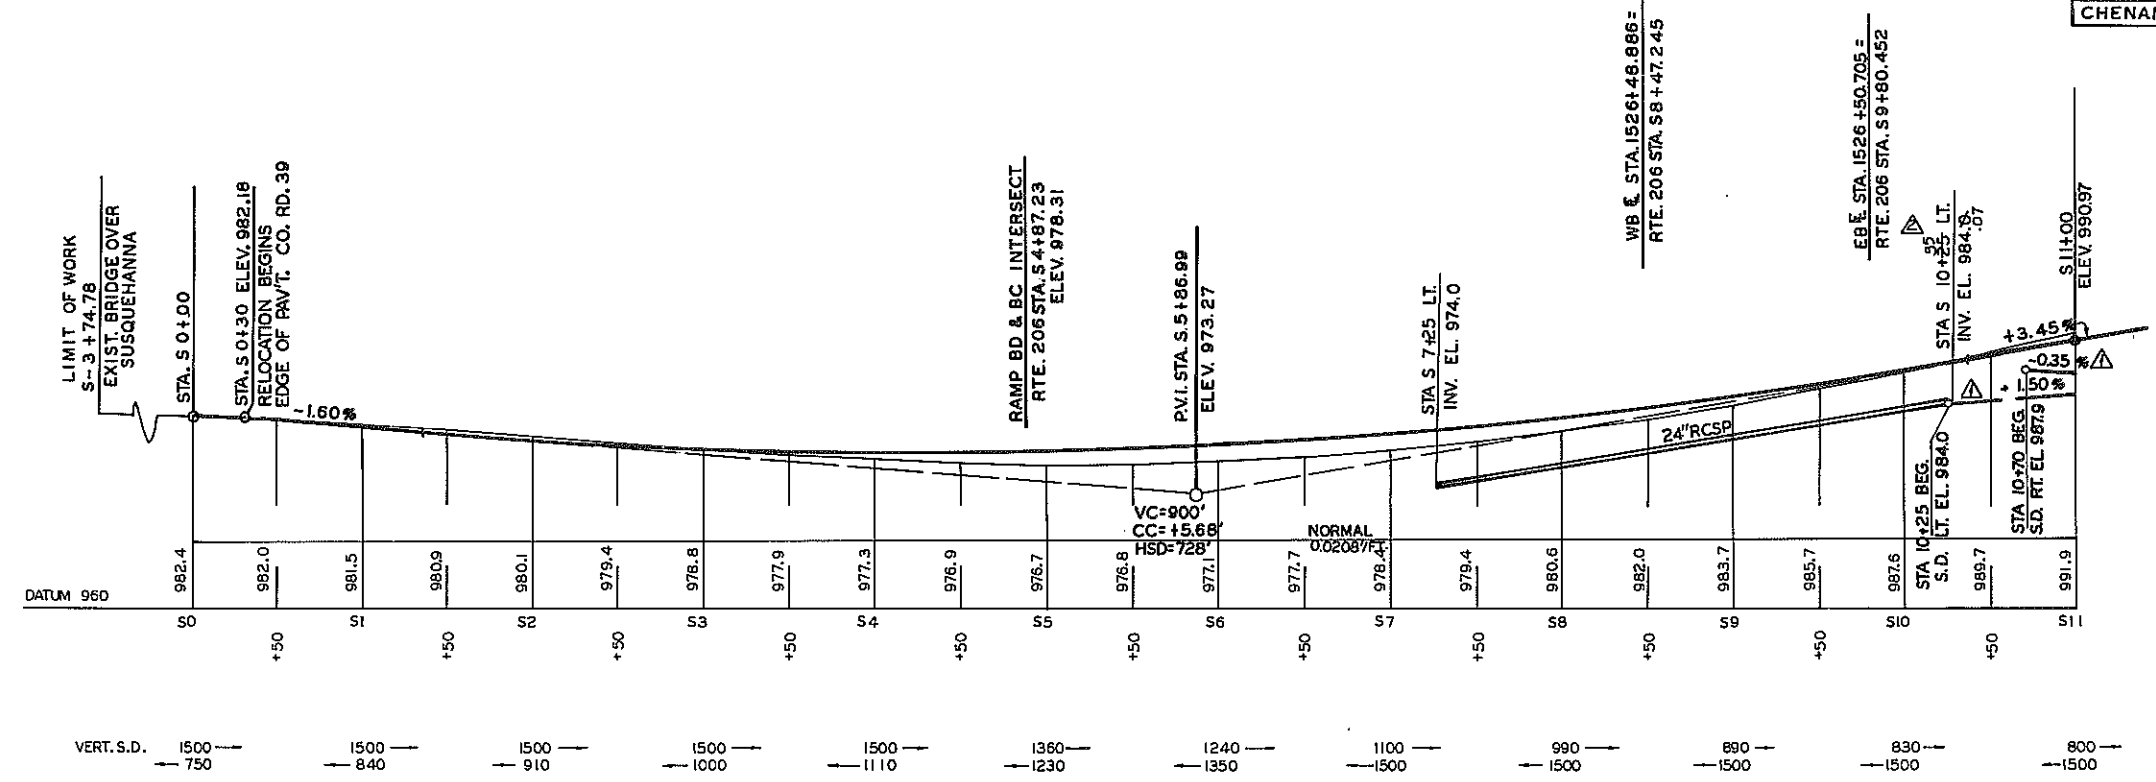 CHENAN
LIMIT OF WORK
S-3+74.78
EXIST. BRIDGE OVER
SUSQUEHANNA
STA. S 0+00
STA. S 0+30 ELEV. 982.18
RELOCATION BEGINS
EDGE OF PAV'T. CO. RD. 39
-1.60%
RAMP BD & BC INTERSECT
RTE. 206 STA. S 4+87.23
ELEV. 978.31
P.V.I. STA. S. 5+86.99
ELEV. 973.27
VC=900'
CC=+5.68'
HSD=728'
NORMAL
0.0208'/FT.
STA S 7+25 LT.
INV. EL. 974.0
24" RCSP
WB ℄ STA. 1526+48.886 =
RTE. 206 STA. S 8+47.245
EB ℄ STA. 1526+50.705 =
RTE. 206 STA. S 9+80.452
55
STA S 10+25 LT.
INV. EL. 984.0
.07
S 11+00
ELEV. 990.97
+3.45%
-0.35 %
+1.50%
STA 10+25 BEG.
S.D. LT. EL. 984.0
STA 10+70 BEG.
S.D. RT. EL. 987.9
982.4 982.0 981.5 980.9 980.1 979.4 978.8 977.9 977.3 976.9 976.7 976.8 977.1 977.7 978.4 979.4 980.6 982.0 983.7 985.7 987.6 989.7 991.9
DATUM 960
S0 S1 S2 S3 S4 S5 S6 S7 S8 S9 S10 S11
+50 +50 +50 +50 +50 +50 +50 +50 +50 +50 +50
VERT. S.D. 1500 → 1500 → 1500 → 1500 → 1500 → 1360 → 1240 → 1100 → 990 → 890 → 830 → 800 →
← 750 ← 840 ← 910 ← 1000 ← 1110 ← 1230 ← 1350 ← 1500 ← 1500 ← 1500 ← 1500 ← 1500